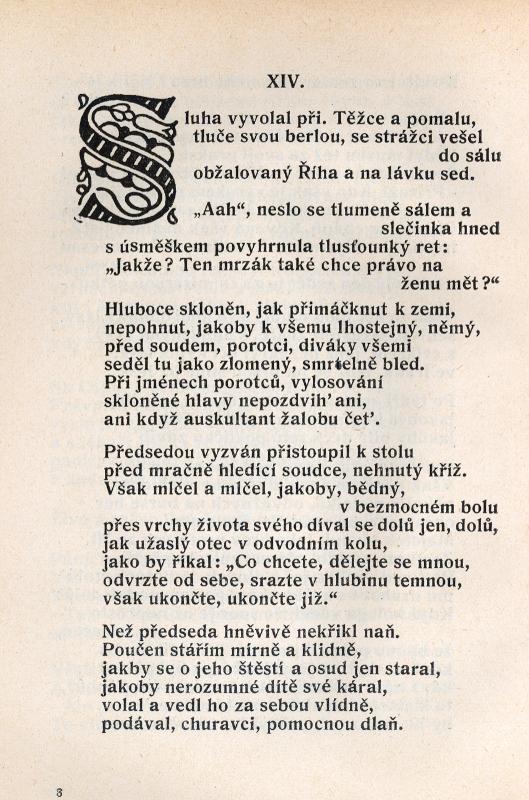 XIV.
Sluha vyvolal při. Těžce a pomalu,
tluče svou berlou, se strážci vešel
do sálu
obžalovaný Říha a na lávku sed.
„Aah“, neslo se tlumeně sálem a
slečinka hned
s úsměškem povyhrnula tlusťounký ret:
„Jakže? Ten mrzák také chce právo na
ženu mět?“
Hluboce skloněn, jak přimáčknut k zemi,
nepohnut, jakoby k všemu lhostejný, němý,
před soudem, porotci, diváky všemi
seděl tu jako zlomený, smrtelně bled.
Při jménech porotců, vylosování
skloněné hlavy nepozdvih' ani,
ani když auskultant žalobu čet'.
Předsedou vyzván přistoupil k stolu
před mračně hledící soudce, nehnutý kříž.
Však mlčel a mlčel, jakoby, bědný,
v bezmocném bolu
přes vrchy života svého díval se dolů jen, dolů,
jak užaslý otec v odvodním kolu,
jako by říkal: „Co chcete, dělejte se mnou,
odvrzte od sebe, srazte v hlubinu temnou,
však ukončte, ukončte již.“
Než předseda hněvivě nekřikl naň.
Poučen stářím mírně a klidně,
jakby se o jeho štěstí a osud jen staral,
jakoby nerozumné dítě své káral,
volal a vedl ho za sebou vlídně,
podával, churavci, pomocnou dlaň.
8